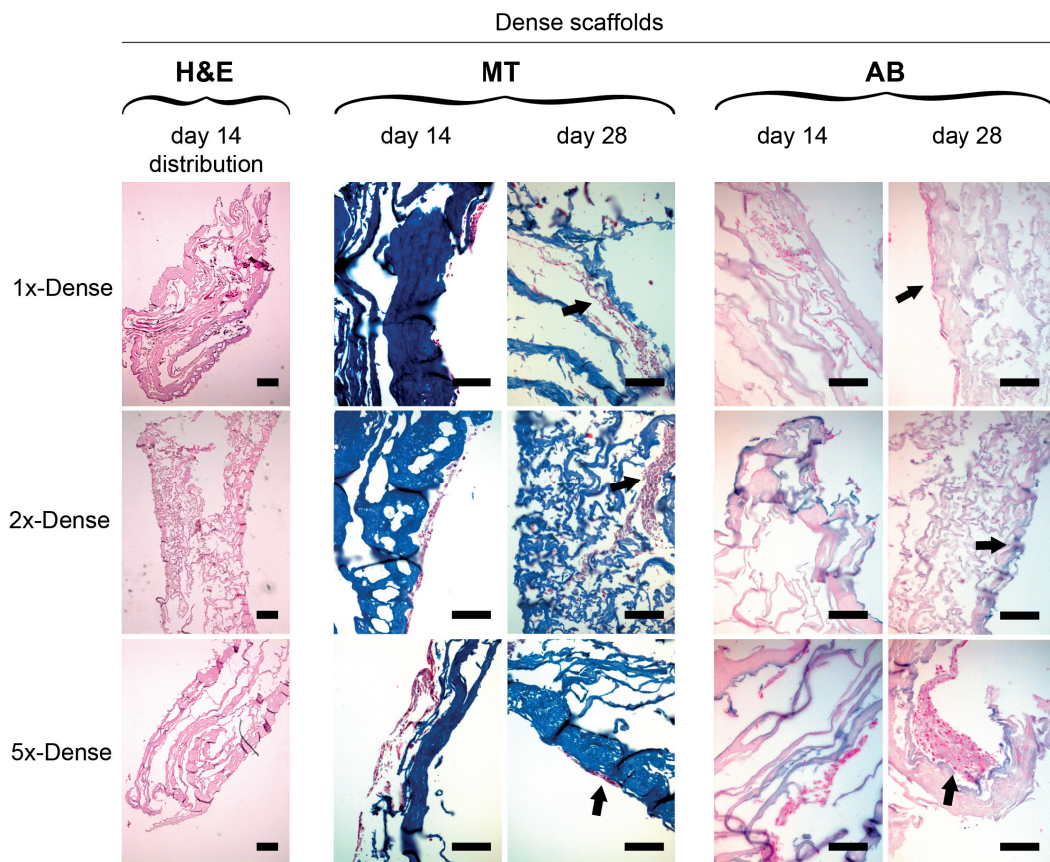 Dense scaffolds
H&E MT AB
day 14 distribution day 14 day 28 day 14 day 28
1x-Dense
2x-Dense
5x-Dense